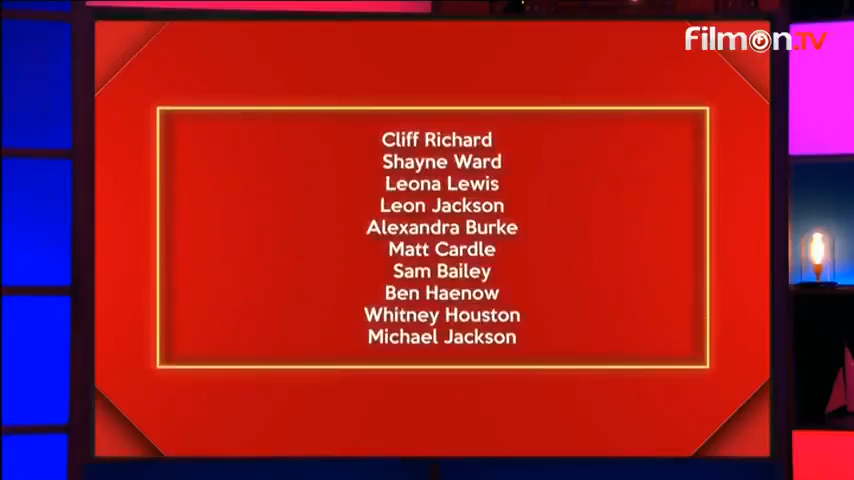 Filmon.TV
Cliff Richard
Shayne Ward
Leona Lewis
Leon Jackson
Alexandra Burke
Matt Cardle
Sam Bailey
Ben Haenow
Whitney Houston
Michael Jackson